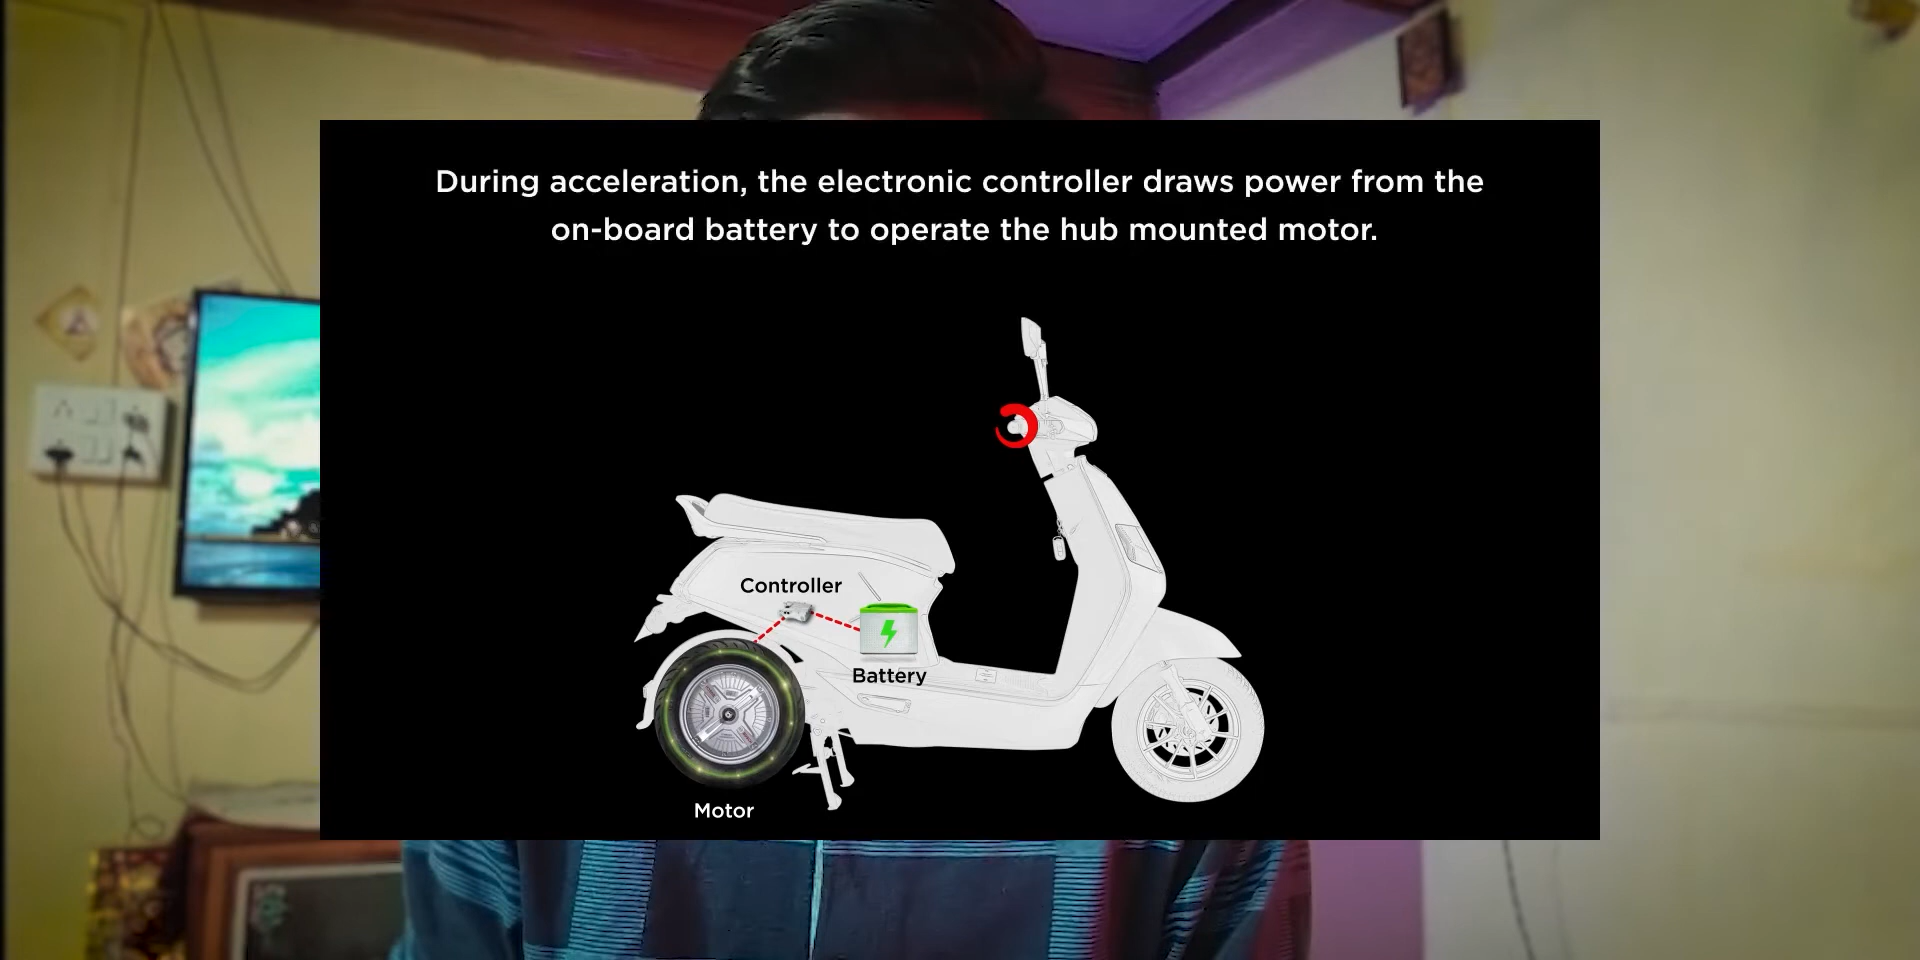 During acceleration, the electronic controller draws power from the
on-board battery to operate the hub mounted motor.
Controller
Battery
Motor